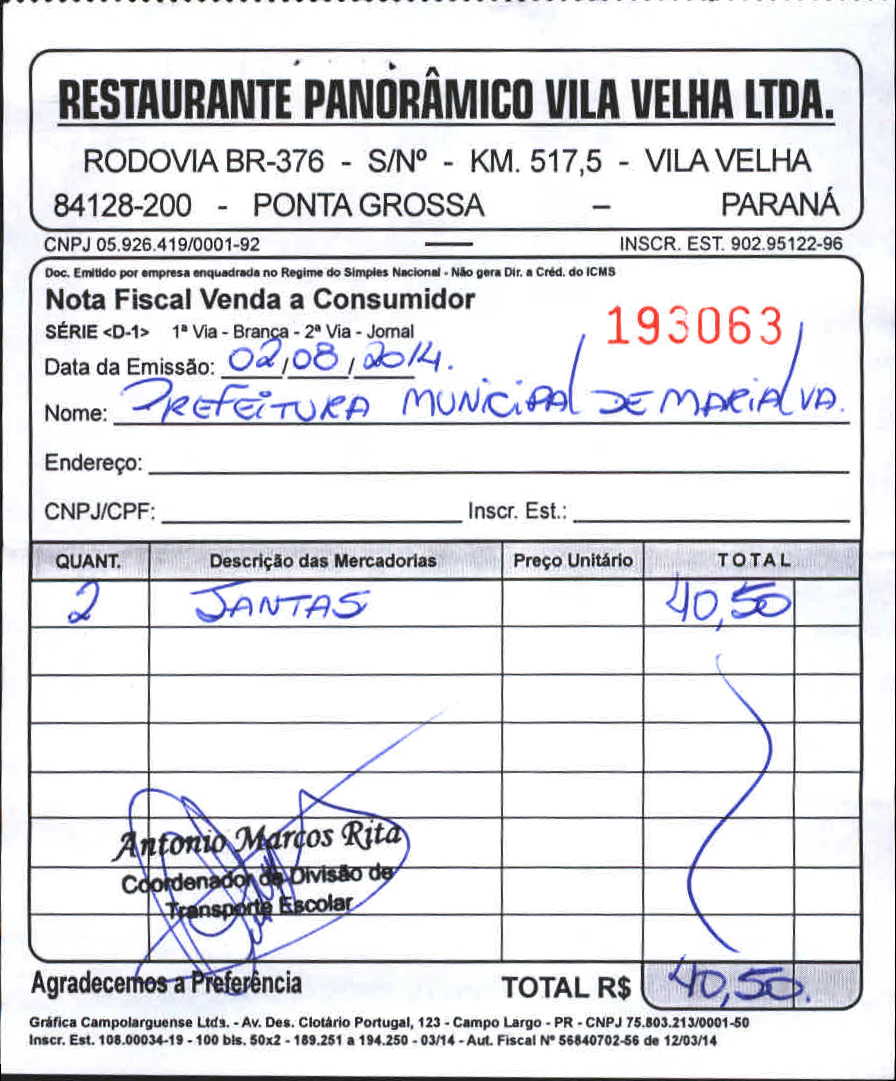 RESTAURANTE PANORÂMICO VILA VELHA LTDA.
RODOVIA BR-376 - S/Nº - KM. 517,5 - VILA VELHA
84128-200 - PONTA GROSSA – PARANÁ
CNPJ 05.926.419/0001-92 INSCR. EST. 902.95122-96
Doc. Emitido por empresa enquadrada no Regime do Simples Nacional - Não gera Dir. a Créd. do ICMS
Nota Fiscal Venda a Consumidor
193063
SÉRIE <D-1> 1ª Via - Branca - 2ª Via - Jornal
Data da Emissão: 02/08/2014.
Nome: PREFEITURA MUNICIPAL DE MARIALVA.
Endereço:
CNPJ/CPF: Inscr. Est.:
QUANT. Descrição das Mercadorias Preço Unitário TOTAL
2 JANTAS 40,50
Antonio Marcos Rita
Coordenador da Divisão de
Transporte Escolar
Agradecemos a Preferência TOTAL R$ 40,50.
Gráfica Campolarguense Ltda. - Av. Des. Clotário Portugal, 123 - Campo Largo - PR - CNPJ 75.803.213/0001-50
Inscr. Est. 108.00034-19 - 100 bls. 50x2 - 189.251 a 194.250 - 03/14 - Aut. Fiscal Nº 56840702-56 de 12/03/14